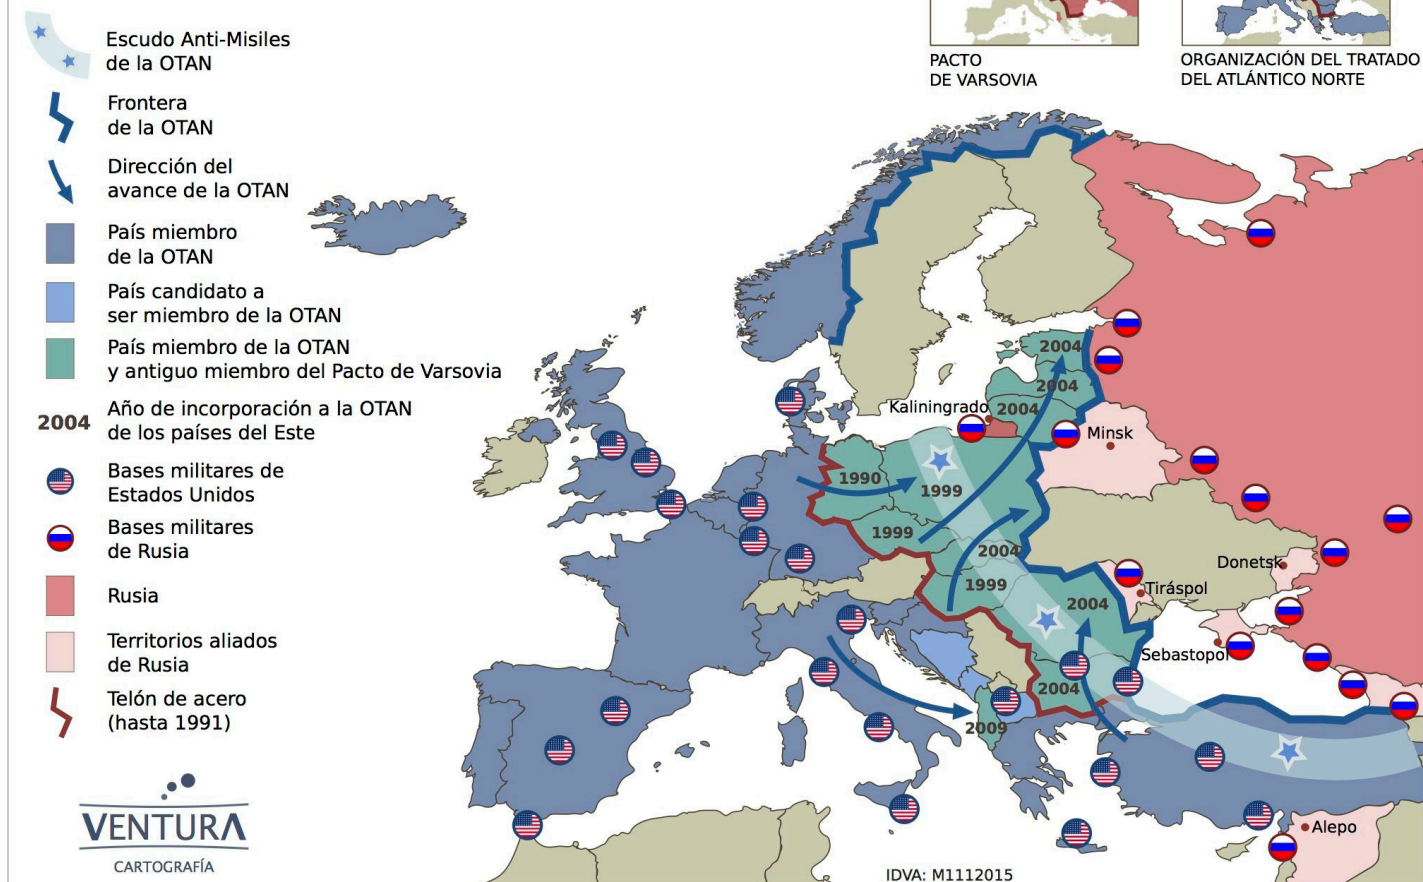 Escudo Anti-Misiles
de la OTAN
Frontera
de la OTAN
Dirección del
avance de la OTAN
País miembro
de la OTAN
País candidato a
ser miembro de la OTAN
País miembro de la OTAN
y antiguo miembro del Pacto de Varsovia
2004
Año de incorporación a la OTAN
de los países del Este
Bases militares de
Estados Unidos
Bases militares
de Rusia
Rusia
Territorios aliados
de Rusia
Telón de acero
(hasta 1991)
VENTURA
CARTOGRAFÍA
PACTO
DE VARSOVIA
ORGANIZACIÓN DEL TRATADO
DEL ATLÁNTICO NORTE
2004
2004
Kaliningrado
2004
Minsk
1990
1999
1999
2004
Donetsk
1999
Tiráspol
2004
Sebastopol
2004
2009
Alepo
IDVA: M1112015